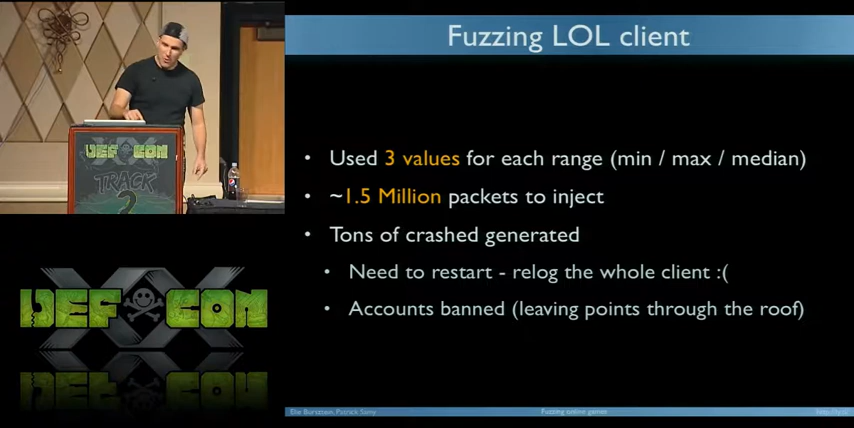 Fuzzing LOL client
Used 3 values for each range (min / max / median)
~1.5 Million packets to inject
Tons of crashed generated
Need to restart - relog the whole client :(
Accounts banned (leaving points through the roof)
DEF CON
TRACK
2
XX
DEF CON
Elie Bursztein, Patrick Samy
Fuzzing online games